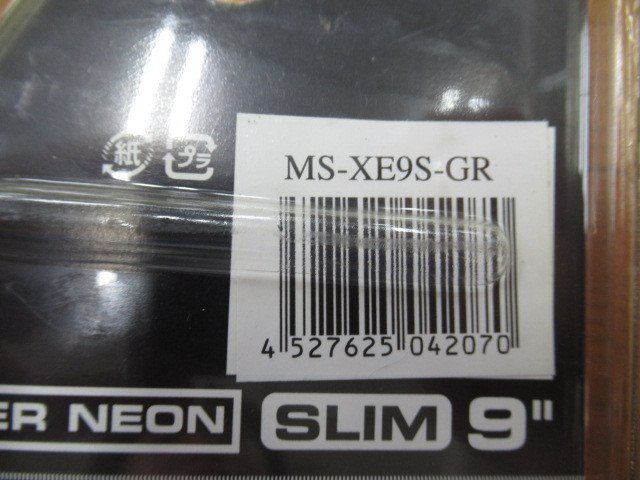 紙 プラ
MS-XE9S-GR
4 527625 042070
ER NEON SLIM 9"